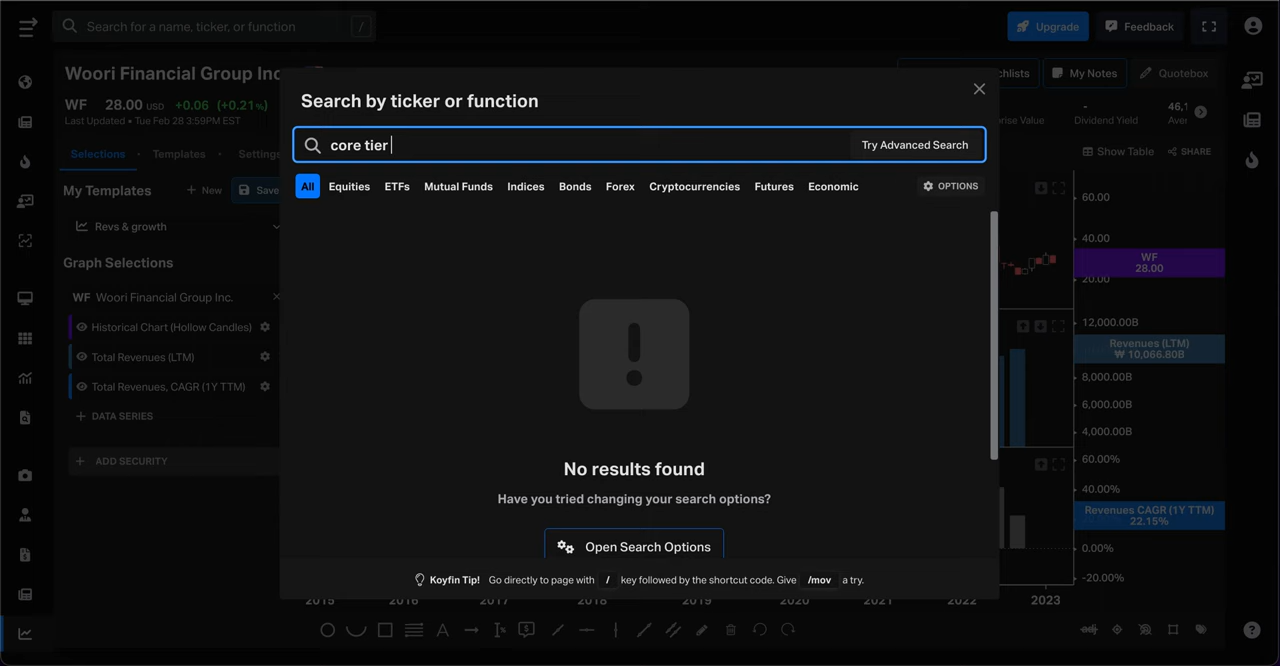 Search for a name, ticker, or function /
Upgrade
Feedback
Woori Financial Group Inc
WF 28.00 USD +0.06 (+0.21%)
Last Updated • Tue Feb 28 3:59PM EST
chlists
My Notes
Quotebox
rise Value
-
Dividend Yield
46,1
Aver
Selections • Templates • Settings
Show Table
SHARE
My Templates
+ New
Save
Revs & growth
Graph Selections
WF Woori Financial Group Inc. ×
Historical Chart (Hollow Candles)
Total Revenues (LTM)
Total Revenues, CAGR (1Y TTM)
+ DATA SERIES
+ ADD SECURITY
Search by ticker or function
core tier
Try Advanced Search
All Equities ETFs Mutual Funds Indices Bonds Forex Cryptocurrencies Futures Economic
OPTIONS
!
No results found
Have you tried changing your search options?
Open Search Options
Koyfin Tip! Go directly to page with / key followed by the shortcut code. Give /mov a try.
60.00
40.00
WF
28.00
20.00
12,000.00B
Revenues (LTM)
₩ 10,066.80B
8,000.00B
6,000.00B
4,000.00B
60.00%
40.00%
Revenues CAGR (1Y TTM)
22.15%
0.00%
-20.00%
2015 2016 2017 2018 2019 2020 2021 2022 2023
A
adj
?